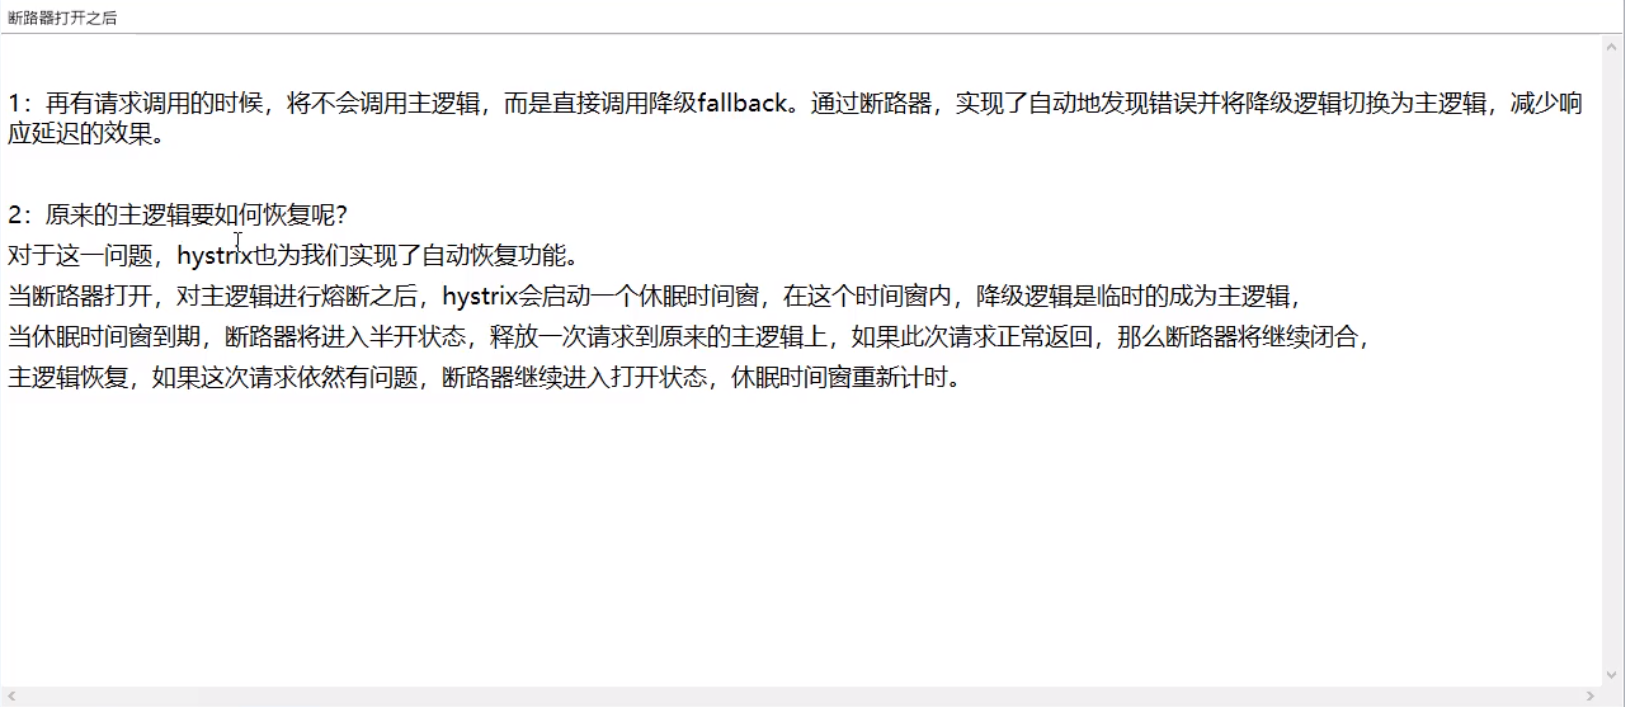 断路器打开之后
1：再有请求调用的时候，将不会调用主逻辑，而是直接调用降级fallback。通过断路器，实现了自动地发现错误并将降级逻辑切换为主逻辑，减少响
应延迟的效果。
2：原来的主逻辑要如何恢复呢？
对于这一问题，hystrix也为我们实现了自动恢复功能。
当断路器打开，对主逻辑进行熔断之后，hystrix会启动一个休眠时间窗，在这个时间窗内，降级逻辑是临时的成为主逻辑，
当休眠时间窗到期，断路器将进入半开状态，释放一次请求到原来的主逻辑上，如果此次请求正常返回，那么断路器将继续闭合，
主逻辑恢复，如果这次请求依然有问题，断路器继续进入打开状态，休眠时间窗重新计时。